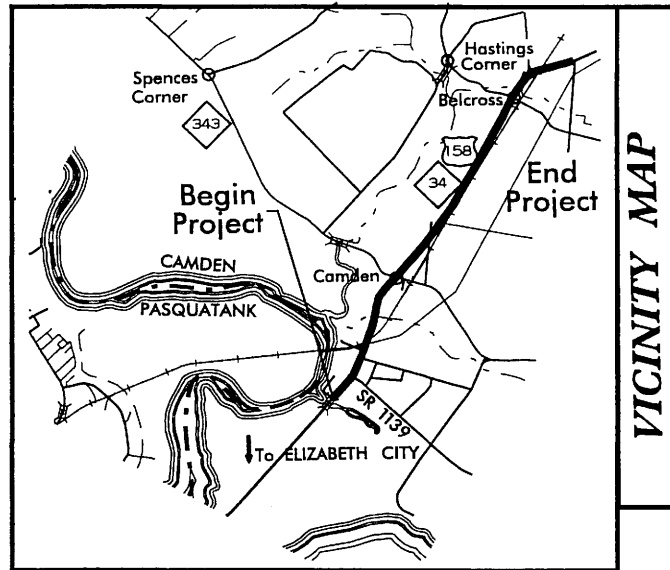 Hastings
Corner
Spences
Corner
Belcross
343
158
34
Begin
Project
End
Project
CAMDEN
Camden
PASQUATANK
SR 1139
To ELIZABETH CITY
VICINITY MAP